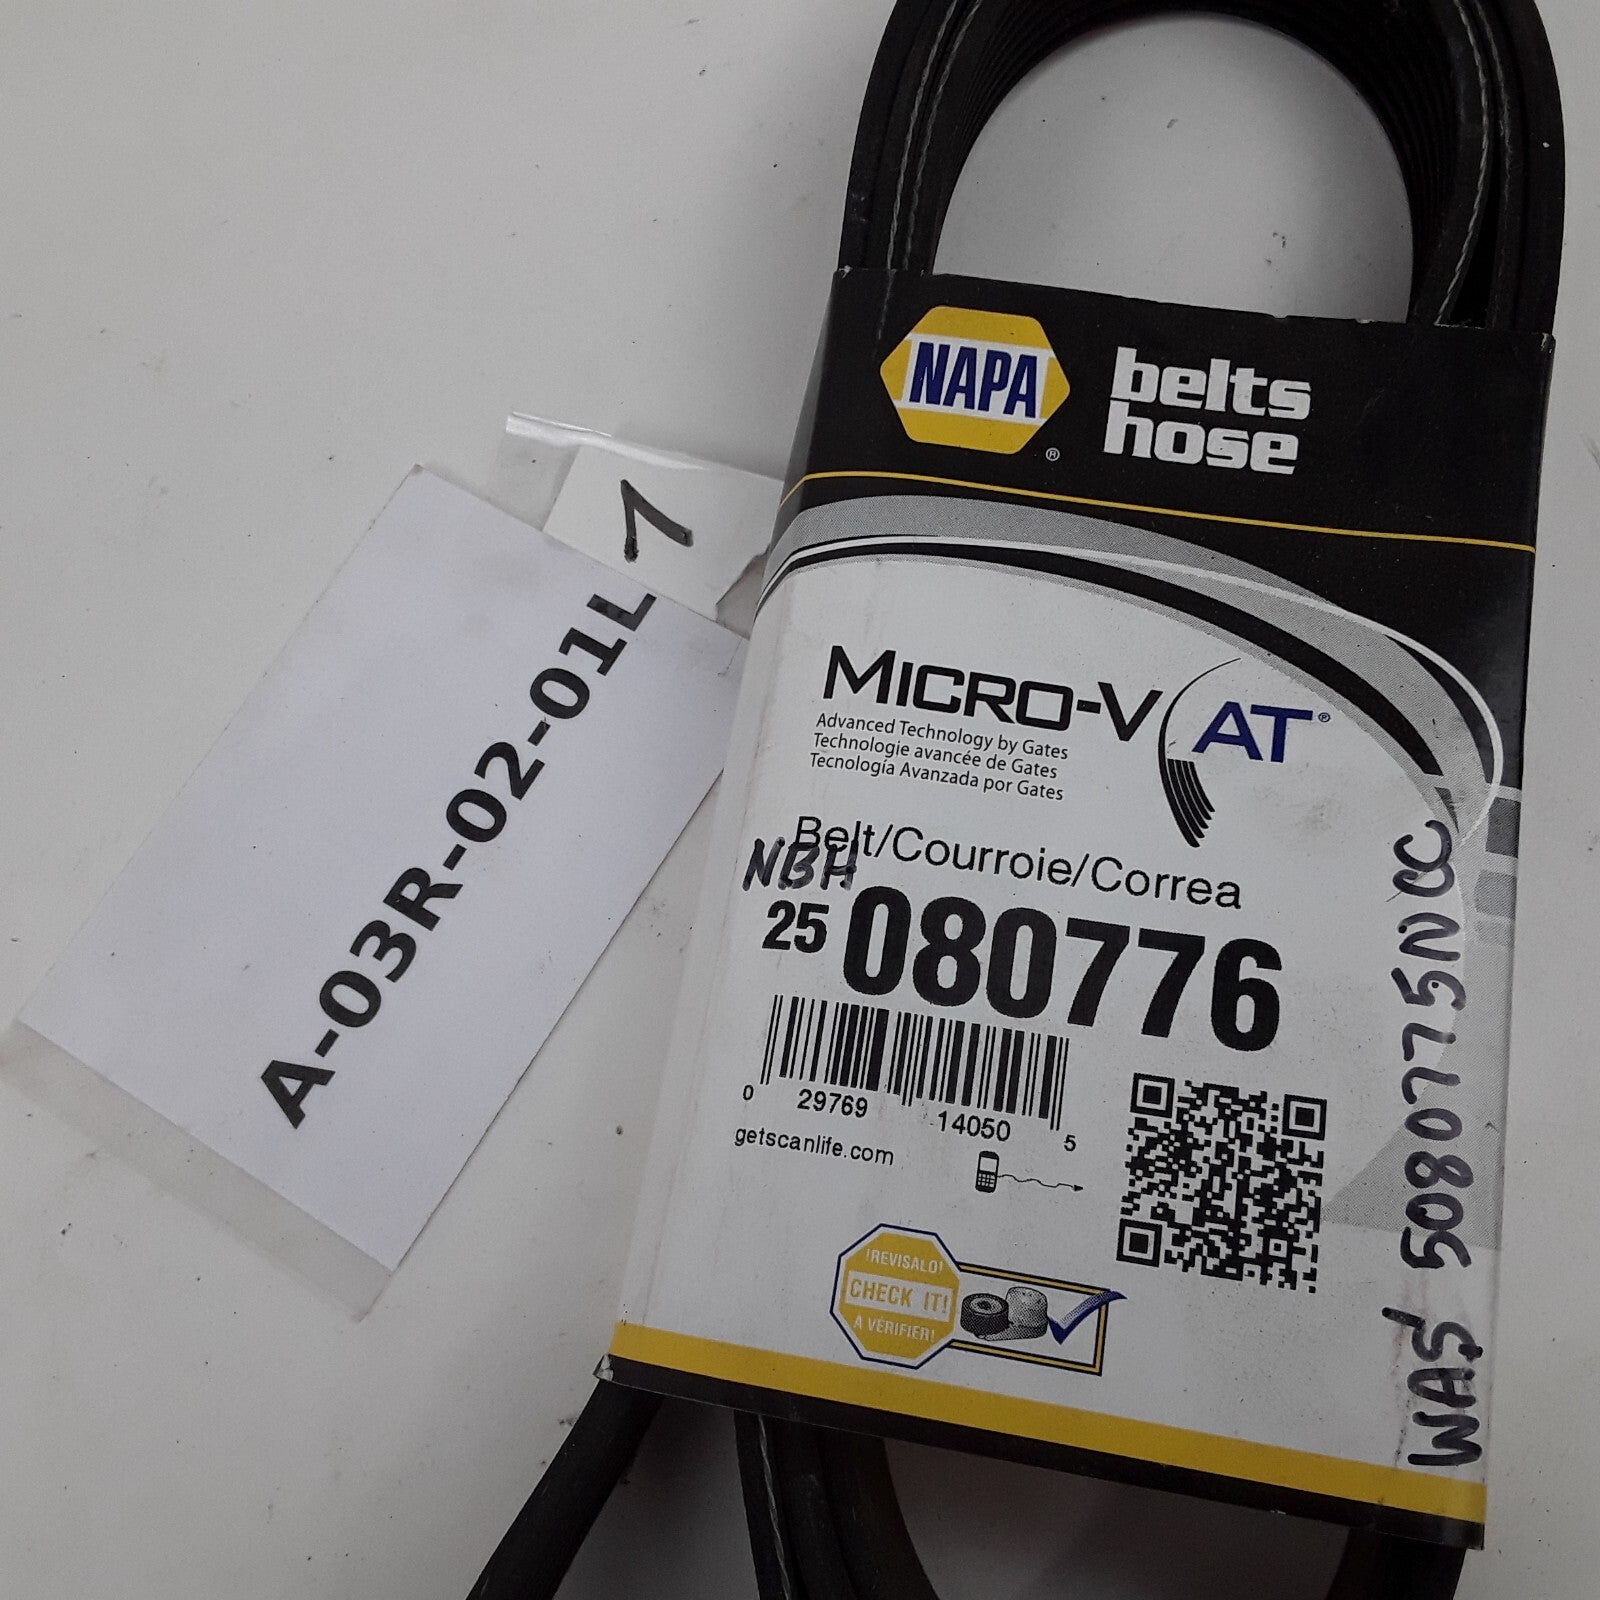 NAPA
®
belts
hose
7
A-03R-02-01L
MICRO-V AT®
Advanced Technology by Gates
Technologie avancée de Gates
Tecnología Avanzada por Gates
Belt/Courroie/Correa
NBH
25 080776
0 29769 14050 5
getscanlife.com
¡REVISALO!
CHECK IT!
À VÉRIFIER!
WAS 5080775NCC